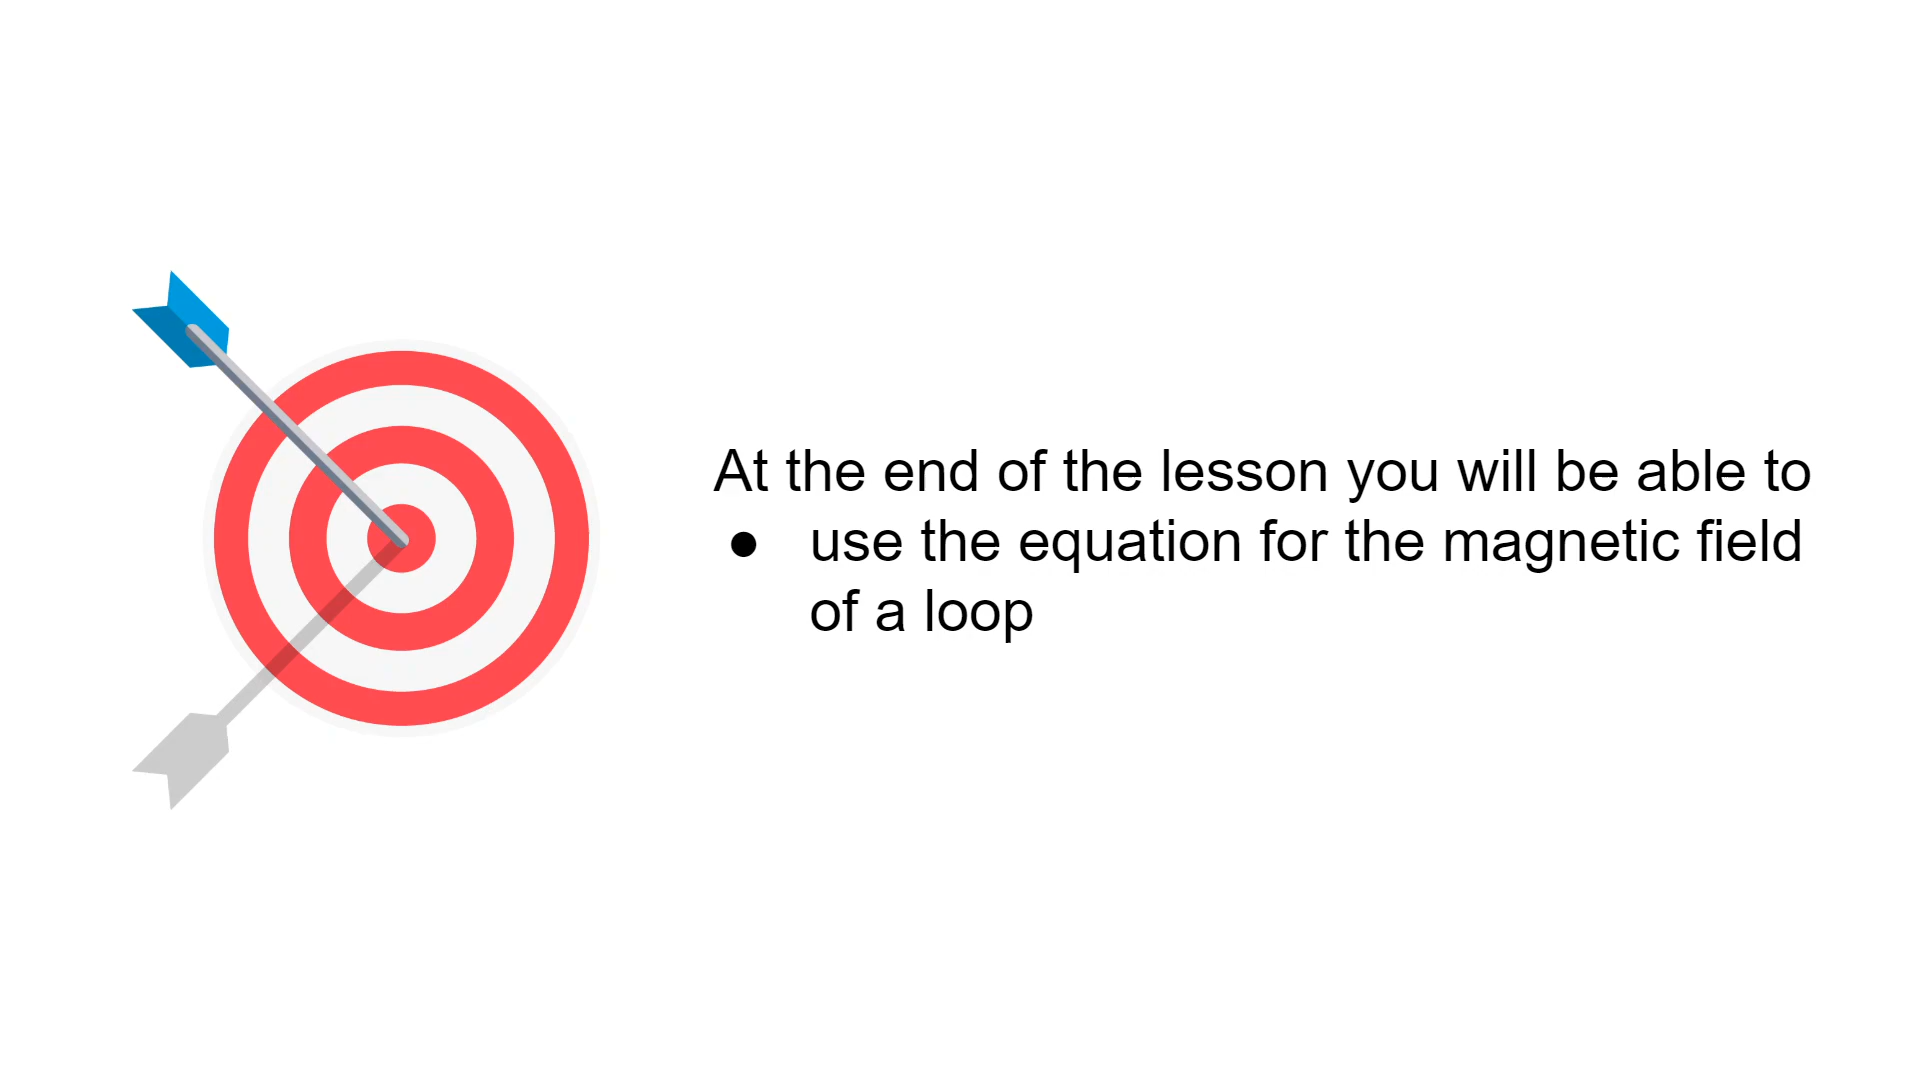 At the end of the lesson you will be able to
● use the equation for the magnetic field
of a loop